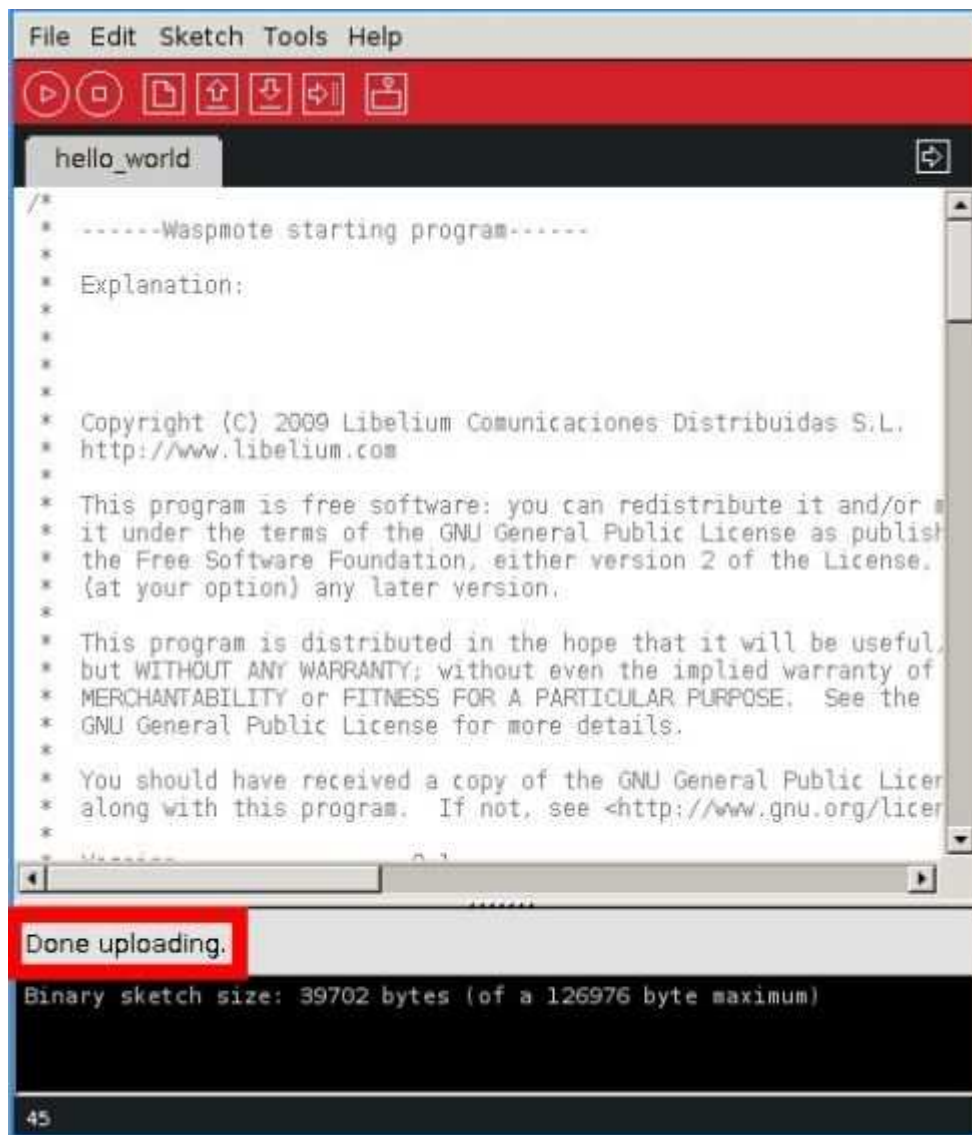 File Edit Sketch Tools Help
hello_world
/*
* ------Waspmote starting program------
*
* Explanation:
*
*
*
*
* Copyright (C) 2009 Libelium Comunicaciones Distribuidas S.L.
* http://www.libelium.com
*
* This program is free software: you can redistribute it and/or
* it under the terms of the GNU General Public License as publish
* the Free Software Foundation, either version 2 of the License,
* (at your option) any later version.
*
* This program is distributed in the hope that it will be useful,
* but WITHOUT ANY WARRANTY; without even the implied warranty of
* MERCHANTABILITY or FITNESS FOR A PARTICULAR PURPOSE. See the
* GNU General Public License for more details.
*
* You should have received a copy of the GNU General Public Licen
* along with this program. If not, see <http://www.gnu.org/licen
*
Done uploading.
Binary sketch size: 39702 bytes (of a 126976 byte maximum)
45